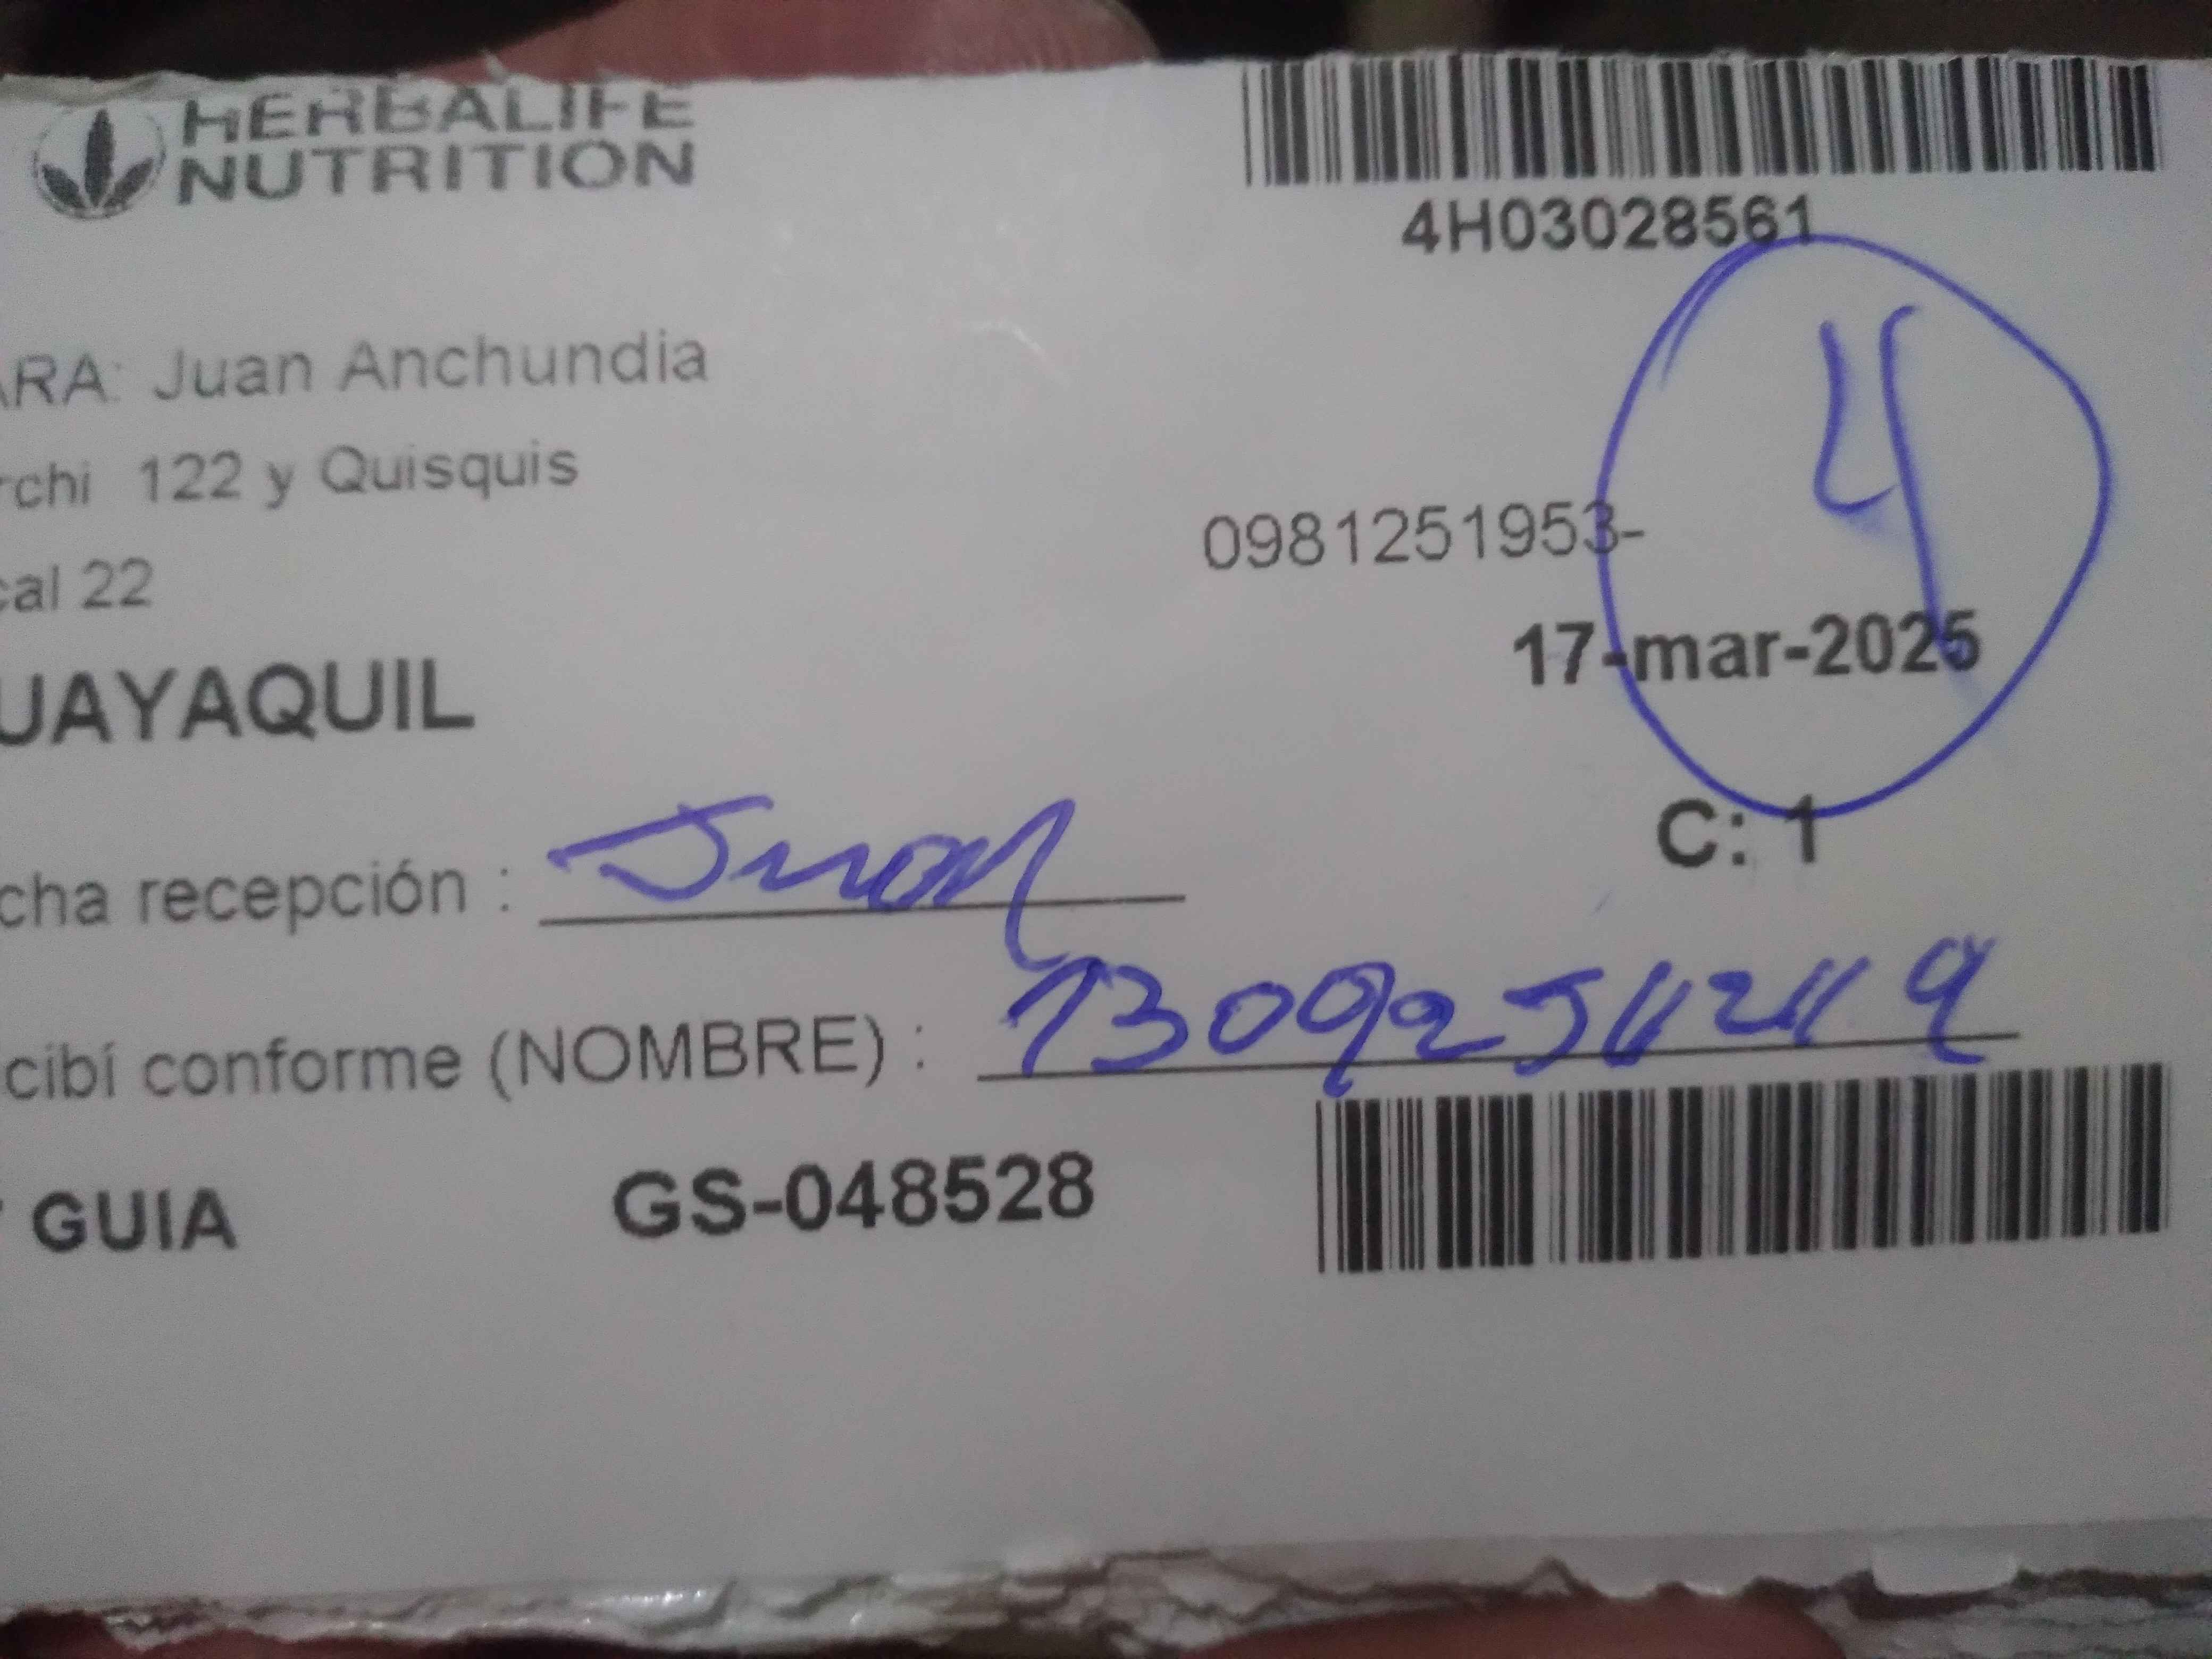 HERBALIFE
NUTRITION
4H03028561
ARA: Juan Anchundia
rchi 122 y Quisquis
0981251953-
4
cal 22
17-mar-2025
UAYAQUIL
C: 1
cha recepción : Juan
cibí conforme (NOMBRE) :
GUIA GS-048528